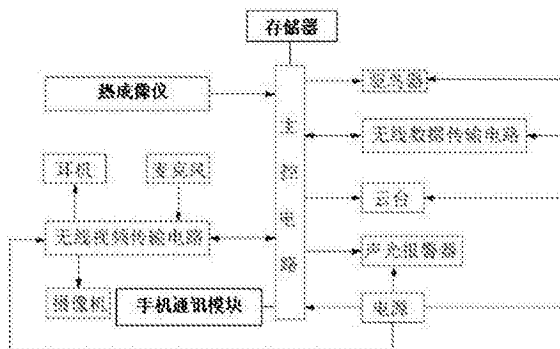 存储器
热成像仪
显示器
主控电路
无线数据传输电路
耳机
麦克风
云台
无线视频传输电路
声光报警器
摄像机
手机通讯模块
电源